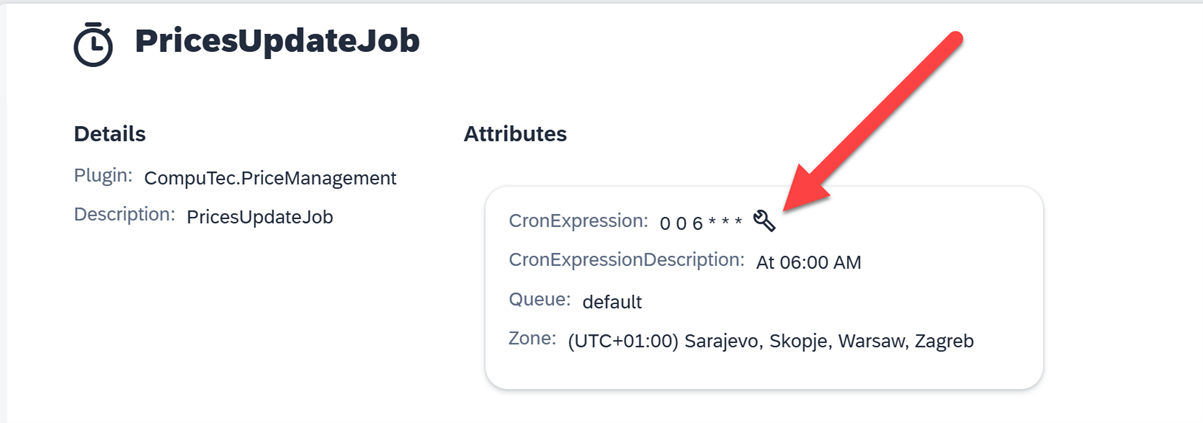 PricesUpdateJob
Details
Plugin: CompuTec.PriceManagement
Description: PricesUpdateJob
Attributes
CronExpression: 0 0 6 * * *
CronExpressionDescription: At 06:00 AM
Queue: default
Zone: (UTC+01:00) Sarajevo, Skopje, Warsaw, Zagreb